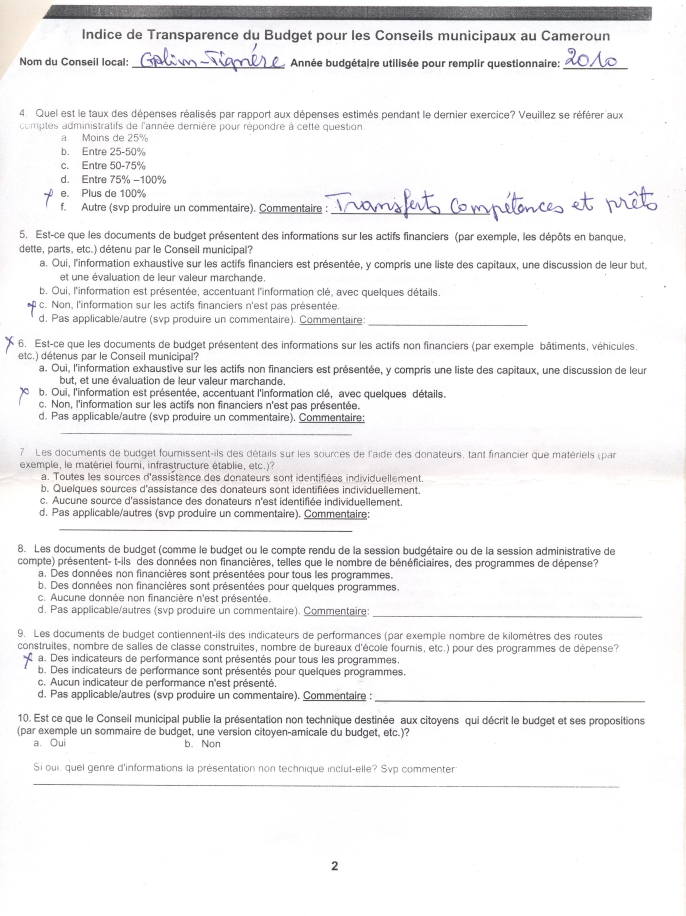 Indice de Transparence du Budget pour les Conseils municipaux au Cameroun
Nom du Conseil local: Galim-Tignère Année budgétaire utilisée pour remplir questionnaire: 2010
4. Quel est le taux des dépenses réalisés par rapport aux dépenses estimés pendant le dernier exercice? Veuillez se référer aux
comptes administratifs de l'année dernière pour répondre à cette question
a. Moins de 25%
b. Entre 25-50%
c. Entre 50-75%
d. Entre 75% –100%
x e. Plus de 100%
f. Autre (svp produire un commentaire). Commentaire : Transferts compétences et prêts
5. Est-ce que les documents de budget présentent des informations sur les actifs financiers (par exemple, les dépôts en banque,
dette, parts, etc.) détenu par le Conseil municipal?
a. Oui, l'information exhaustive sur les actifs financiers est présentée, y compris une liste des capitaux, une discussion de leur but,
et une évaluation de leur valeur marchande.
b. Oui, l'information est présentée, accentuant l'information clé, avec quelques détails.
x c. Non, l'information sur les actifs financiers n'est pas présentée.
d. Pas applicable/autre (svp produire un commentaire). Commentaire:
x 6. Est-ce que les documents de budget présentent des informations sur les actifs non financiers (par exemple bâtiments, véhicules,
etc.) détenus par le Conseil municipal?
a. Oui, l'information exhaustive sur les actifs non financiers est présentée, y compris une liste des capitaux, une discussion de leur
but, et une évaluation de leur valeur marchande.
x b. Oui, l'information est présentée, accentuant l'information clé, avec quelques détails.
c. Non, l'information sur les actifs non financiers n'est pas présentée.
d. Pas applicable/autre (svp produire un commentaire). Commentaire:
7 Les documents de budget fournissent-ils des détails sur les sources de l'aide des donateurs, tant financier que matériels (par
exemple, le matériel fourni, infrastructure établie, etc.)?
a. Toutes les sources d'assistance des donateurs sont identifiées individuellement.
b. Quelques sources d'assistance des donateurs sont identifiées individuellement.
c. Aucune source d'assistance des donateurs n'est identifiée individuellement.
d. Pas applicable/autres (svp produire un commentaire). Commentaire:
8. Les documents de budget (comme le budget ou le compte rendu de la session budgétaire ou de la session administrative de
compte) présentent- t-ils des données non financières, telles que le nombre de bénéficiaires, des programmes de dépense?
a. Des données non financières sont présentées pour tous les programmes.
b. Des données non financières sont présentées pour quelques programmes.
c. Aucune donnée non financière n'est présentée.
d. Pas applicable/autres (svp produire un commentaire). Commentaire:
9. Les documents de budget contiennent-ils des indicateurs de performances (par exemple nombre de kilomètres des routes
construites, nombre de salles de classe construites, nombre de bureaux d'école fournis, etc.) pour des programmes de dépense?
x a. Des indicateurs de performance sont présentés pour tous les programmes.
b. Des indicateurs de performance sont présentés pour quelques programmes.
c. Aucun indicateur de performance n'est présenté.
d. Pas applicable/autres (svp produire un commentaire). Commentaire :
10. Est ce que le Conseil municipal publie la présentation non technique destinée aux citoyens qui décrit le budget et ses propositions
(par exemple un sommaire de budget, une version citoyen-amicale du budget, etc.)?
a. Oui b. Non
Si oui, quel genre d'informations la présentation non technique inclut-elle? Svp commenter
2